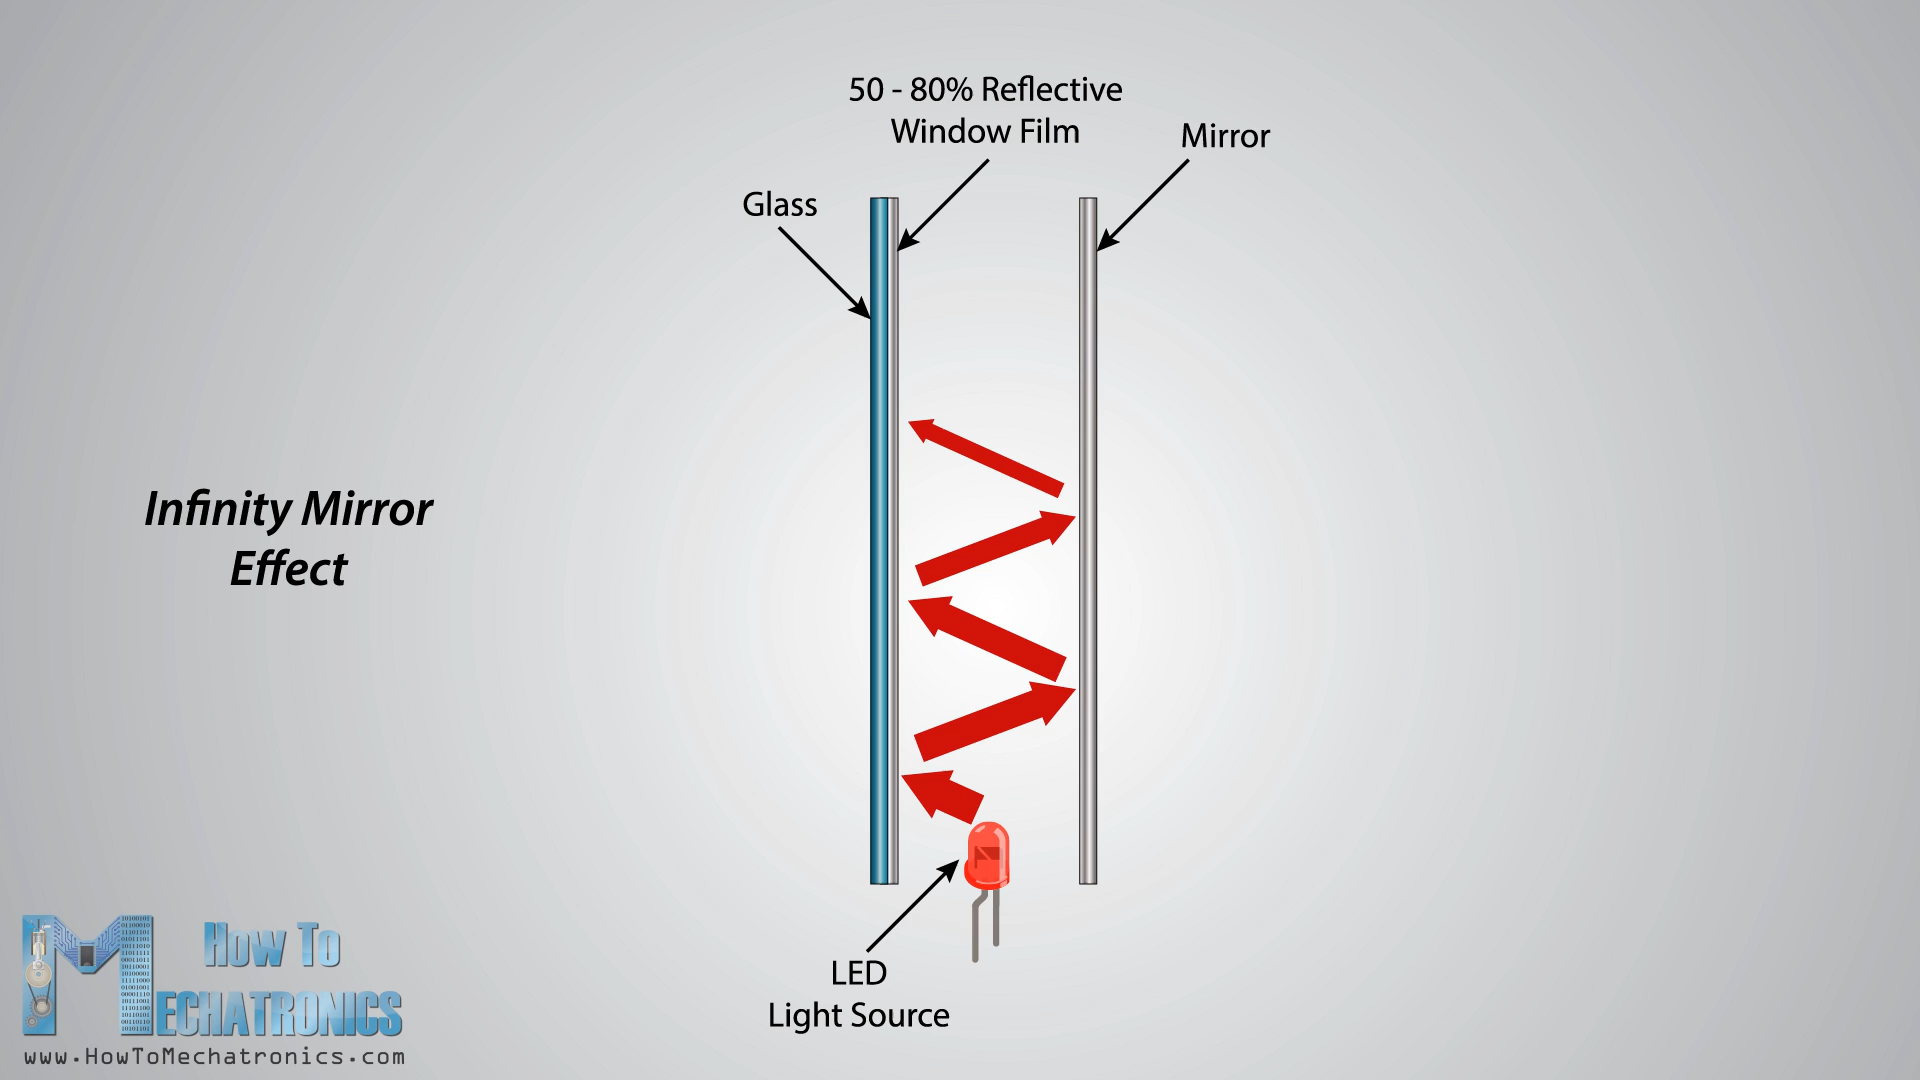 50 - 80% Reflective
Window Film
Mirror
Glass
Infinity Mirror
Effect
LED
Light Source
How To
MECHATRONICS
www.HowToMechatronics.com